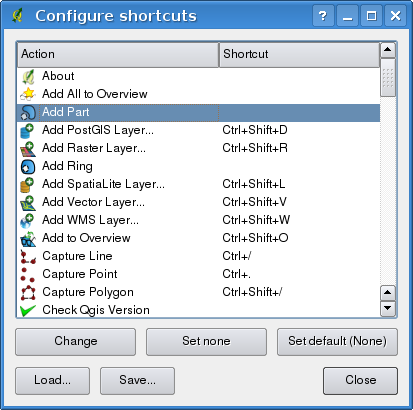 Configure shortcuts
Action Shortcut
About
Add All to Overview
Add Part
Add PostGIS Layer... Ctrl+Shift+D
Add Raster Layer... Ctrl+Shift+R
Add Ring
Add SpatiaLite Layer... Ctrl+Shift+L
Add Vector Layer... Ctrl+Shift+V
Add WMS Layer... Ctrl+Shift+W
Add to Overview Ctrl+Shift+O
Capture Line Ctrl+/
Capture Point Ctrl+.
Capture Polygon Ctrl+Shift+/
Check Qgis Version
Change Set none Set default (None)
Load... Save... Close